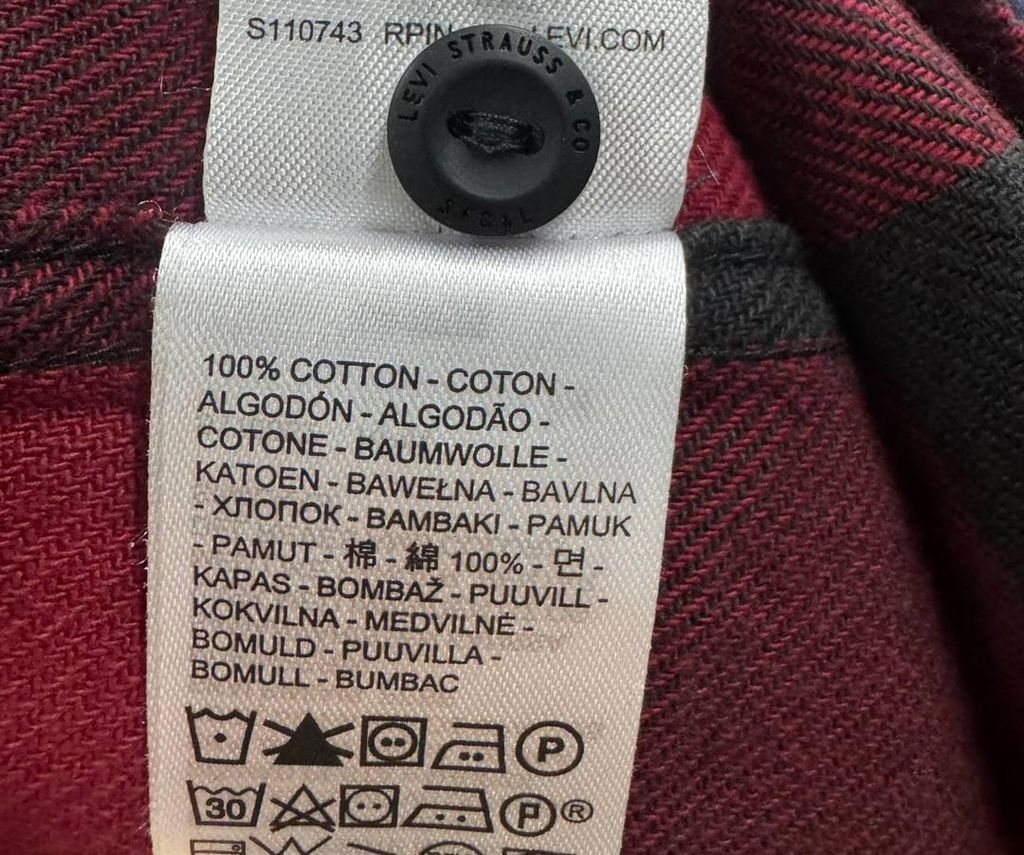 S110743 LEVI.COM
LEVI STRAUSS & CO
SFCAL
100% COTTON - COTON -
ALGODÓN - ALGODÃO -
COTONE - BAUMWOLLE -
KATOEN - BAWEŁNA - BAVLNA
- ХЛОПОК - BAMBAKI - PAMUK
- PAMUT - 棉 - 綿 100% - 면 -
KAPAS - BOMBAŽ - PUUVILL -
KOKVILNA - MEDVILNĖ -
BOMULD - PUUVILLA -
BOMULL - BUMBAC
P
30 P ®